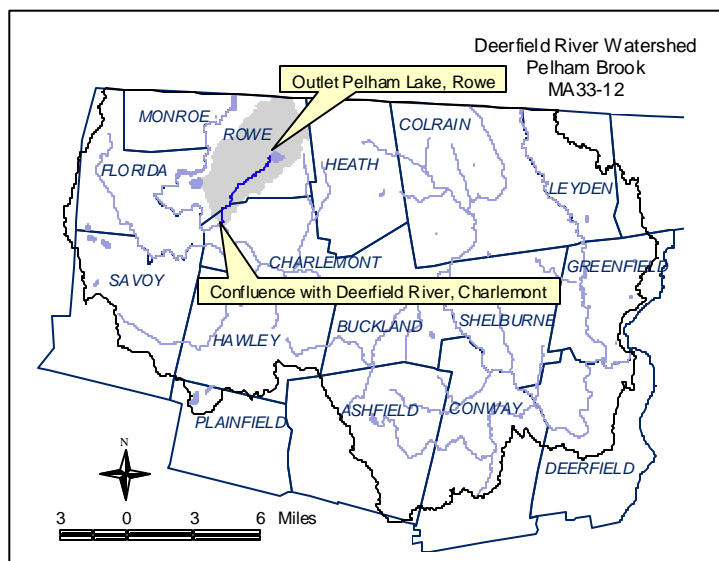 Deerfield River Watershed
Pelham Brook
MA33-12
Outlet Pelham Lake, Rowe
MONROE
ROWE
COLRAIN
FLORIDA
HEATH
LEYDEN
CHARLEMONT
GREENFIELD
SAVOY
Confluence with Deerfield River, Charlemont
HAWLEY
BUCKLAND
SHELBURNE
PLAINFIELD
ASHFIELD
CONWAY
DEERFIELD
N
3 0 3 6 Miles